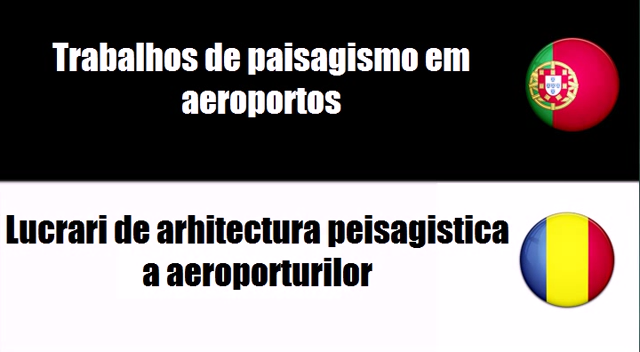 Trabalhos de paisagismo em
aeroportos
Lucrari de arhitectura peisagistica
a aeroporturilor